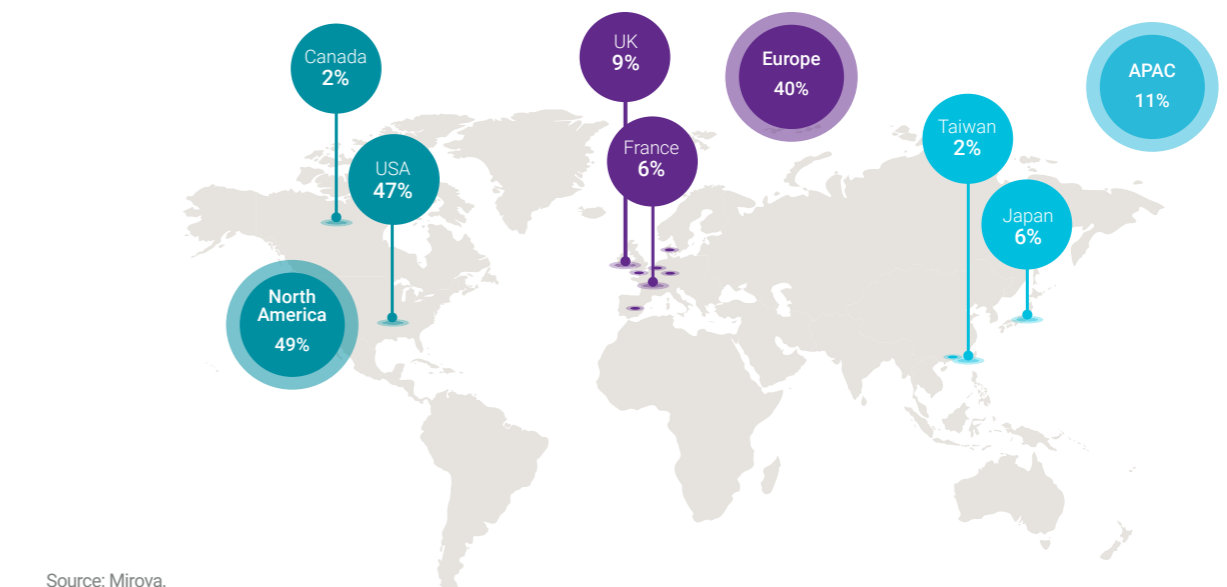 Canada
2%
USA
47%
North
America
49%
UK
9%
France
6%
Europe
40%
Taiwan
2%
Japan
6%
APAC
11%
Source: Mirova.